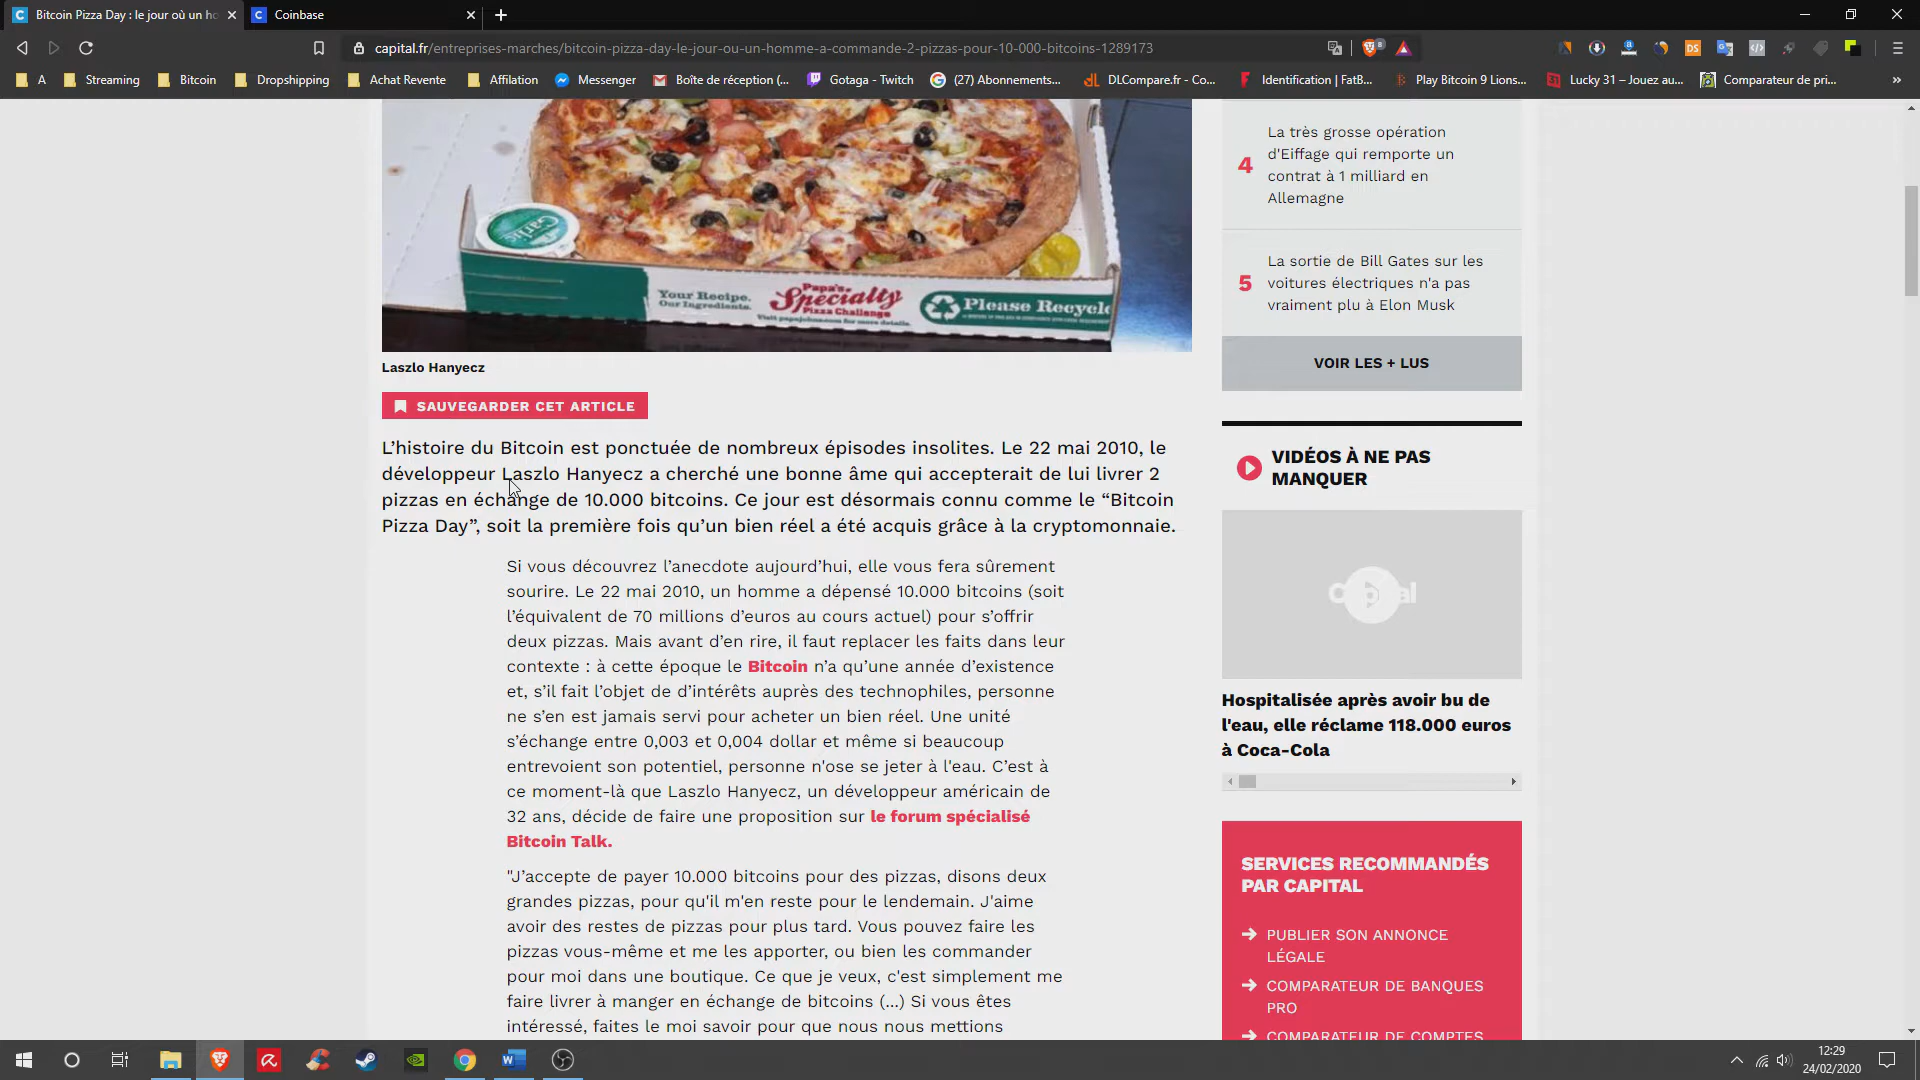 Bitcoin Pizza Day : le jour où un ho
Coinbase
capital.fr/entreprises-marches/bitcoin-pizza-day-le-jour-ou-un-homme-a-commande-2-pizzas-pour-10-000-bitcoins-1289173
A
Streaming
Bitcoin
Dropshipping
Achat Revente
Affilation
Messenger
Boîte de réception (...
Gotaga - Twitch
(27) Abonnements...
DLCompare.fr - Co...
Identification | FatB...
Play Bitcoin 9 Lions...
Lucky 31 – Jouez au...
Comparateur de pri...
Garlic
Your Recipe.
Our Ingredients.
Papa's
Specialty
Pizza Challenge
Visit papajohns.com for more details.
Please Recycle
Laszlo Hanyecz
SAUVEGARDER CET ARTICLE
L’histoire du Bitcoin est ponctuée de nombreux épisodes insolites. Le 22 mai 2010, le
développeur Laszlo Hanyecz a cherché une bonne âme qui accepterait de lui livrer 2
pizzas en échange de 10.000 bitcoins. Ce jour est désormais connu comme le “Bitcoin
Pizza Day”, soit la première fois qu’un bien réel a été acquis grâce à la cryptomonnaie.
Si vous découvrez l’anecdote aujourd’hui, elle vous fera sûrement
sourire. Le 22 mai 2010, un homme a dépensé 10.000 bitcoins (soit
l’équivalent de 70 millions d’euros au cours actuel) pour s’offrir
deux pizzas. Mais avant d’en rire, il faut replacer les faits dans leur
contexte : à cette époque le Bitcoin n’a qu’une année d’existence
et, s’il fait l’objet de d’intérêts auprès des technophiles, personne
ne s’en est jamais servi pour acheter un bien réel. Une unité
s’échange entre 0,003 et 0,004 dollar et même si beaucoup
entrevoient son potentiel, personne n'ose se jeter à l'eau. C’est à
ce moment-là que Laszlo Hanyecz, un développeur américain de
32 ans, décide de faire une proposition sur le forum spécialisé
Bitcoin Talk.
"J’accepte de payer 10.000 bitcoins pour des pizzas, disons deux
grandes pizzas, pour qu'il m'en reste pour le lendemain. J'aime
avoir des restes de pizzas pour plus tard. Vous pouvez faire les
pizzas vous-même et me les apporter, ou bien les commander
pour moi dans une boutique. Ce que je veux, c'est simplement me
faire livrer à manger en échange de bitcoins (...) Si vous êtes
intéressé, faites le moi savoir pour que nous nous mettions
4
La très grosse opération
d'Eiffage qui remporte un
contrat à 1 milliard en
Allemagne
5
La sortie de Bill Gates sur les
voitures électriques n'a pas
vraiment plu à Elon Musk
VOIR LES + LUS
VIDÉOS À NE PAS
MANQUER
Hospitalisée après avoir bu de
l'eau, elle réclame 118.000 euros
à Coca-Cola
SERVICES RECOMMANDÉS
PAR CAPITAL
PUBLIER SON ANNONCE
LÉGALE
COMPARATEUR DE BANQUES
PRO
COMPARATEUR DE COMPTES
12:29
24/02/2020